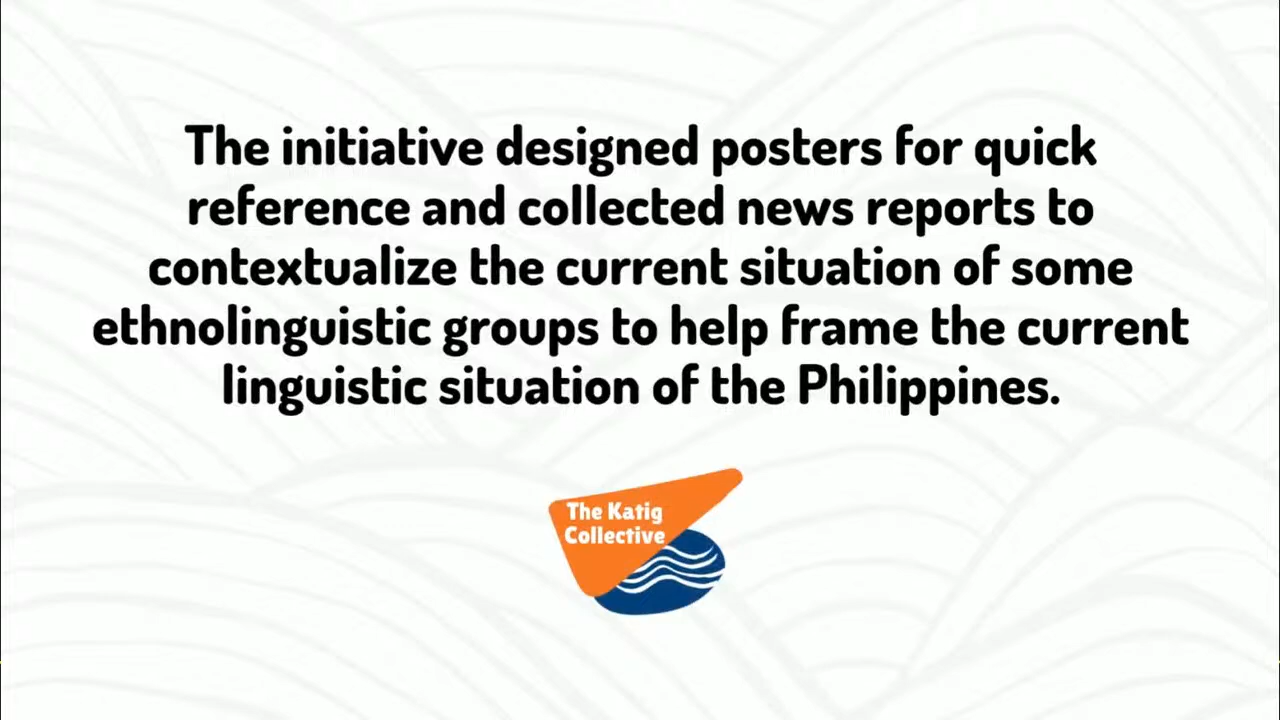 The initiative designed posters for quick
reference and collected news reports to
contextualize the current situation of some
ethnolinguistic groups to help frame the current
linguistic situation of the Philippines.
The Katig
Collective